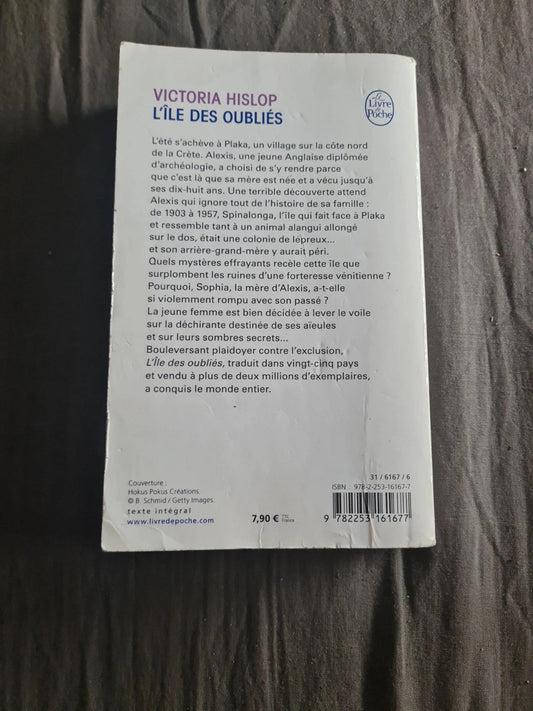 VICTORIA HISLOP
L'ÎLE DES OUBLIÉS
Le
Livre
de
Poche
L'été s'achève à Plaka, un village sur la côte nord
de la Crète. Alexis, une jeune Anglaise diplômée
d'archéologie, a choisi de s'y rendre parce
que c'est là que sa mère est née et a vécu jusqu'à
ses dix-huit ans. Une terrible découverte attend
Alexis qui ignore tout de l'histoire de sa famille :
de 1903 à 1957, Spinalonga, l'île qui fait face à Plaka
et ressemble tant à un animal alangui allongé
sur le dos, était une colonie de lépreux...
et son arrière-grand-mère y aurait péri.
Quels mystères effrayants recèle cette île que
surplombent les ruines d'une forteresse vénitienne ?
Pourquoi, Sophia, la mère d'Alexis, a-t-elle
si violemment rompu avec son passé ?
La jeune femme est bien décidée à lever le voile
sur la déchirante destinée de ses aïeules
et sur leurs sombres secrets...
Bouleversant plaidoyer contre l'exclusion,
L'Île des oubliés, traduit dans vingt-cinq pays
et vendu à plus de deux millions d'exemplaires,
a conquis le monde entier.
Couverture :
Hokus Pokus Créations.
© B. Schmid / Getty Images.
texte intégral
www.livredepoche.com
7,90 € TTC France
31 / 6167 / 6
ISBN : 978-2-253-16167-7
9 782253 161677